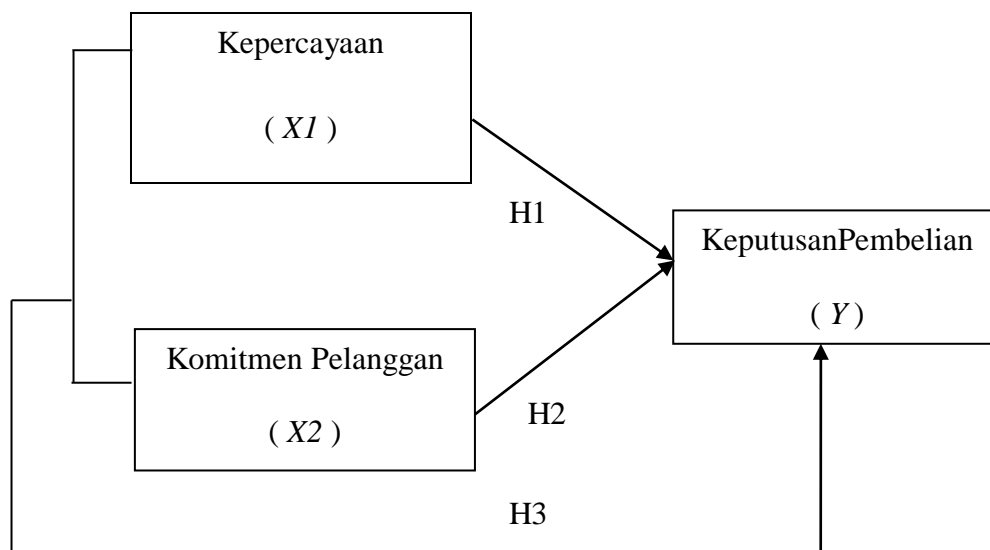 Kepercayaan
( X1 )
H1
KeputusanPembelian
( Y )
Komitmen Pelanggan
( X2 )
H2
H3